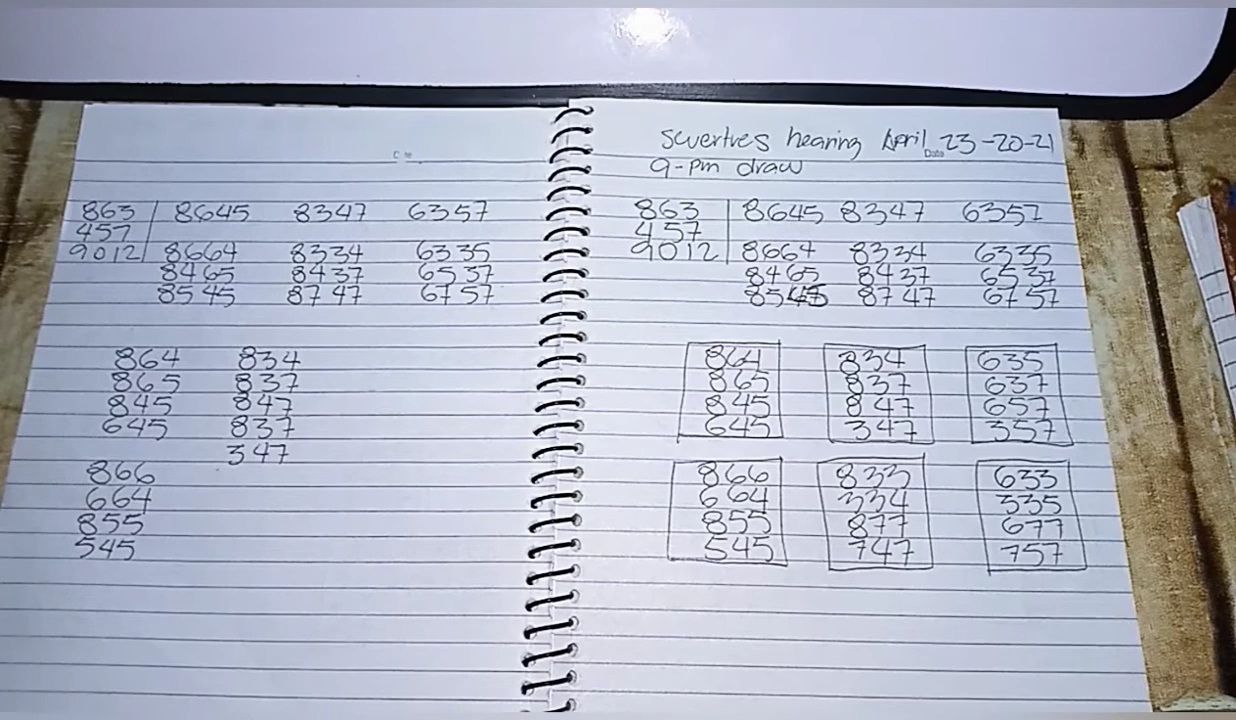 863 8645 8347 6357
457
9012 8664 8334 6335
8465 8437 6537
8545 8747 6757
864 834
865 837
845 847
645 837
347
866
664
855
545
Swertres hearing April 23-20-21
Date
9-pm draw
863 8645 8347 6357
457
9012 8664 8334 6335
8465 8437 6537
8545 8747 6757
864 834 635
865 837 637
845 847 657
645 347 357
866 833 633
664 334 335
855 877 677
545 747 757